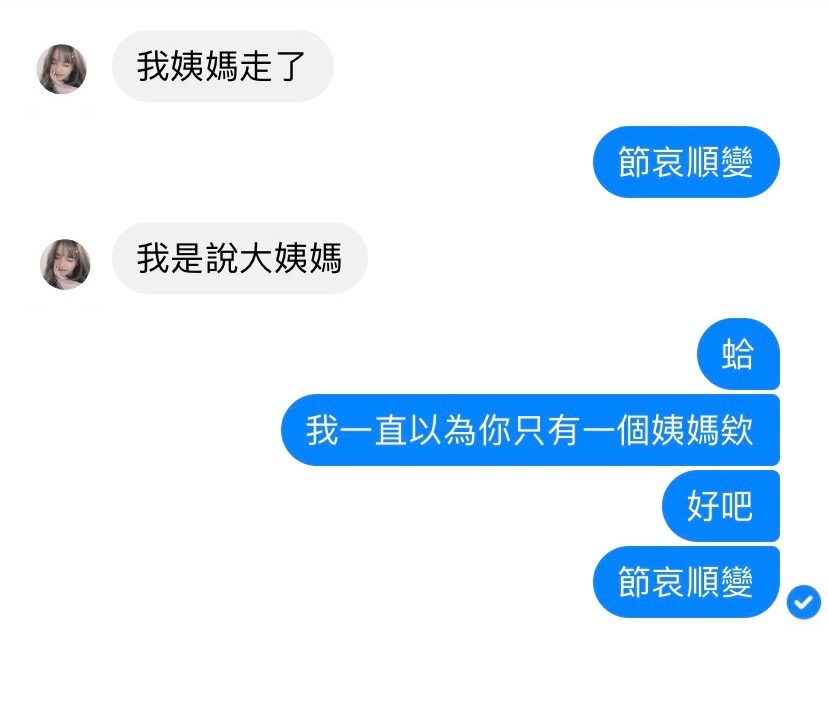 我姨媽走了
節哀順變
我是說大姨媽
蛤
我一直以為你只有一個姨媽欸
好吧
節哀順變